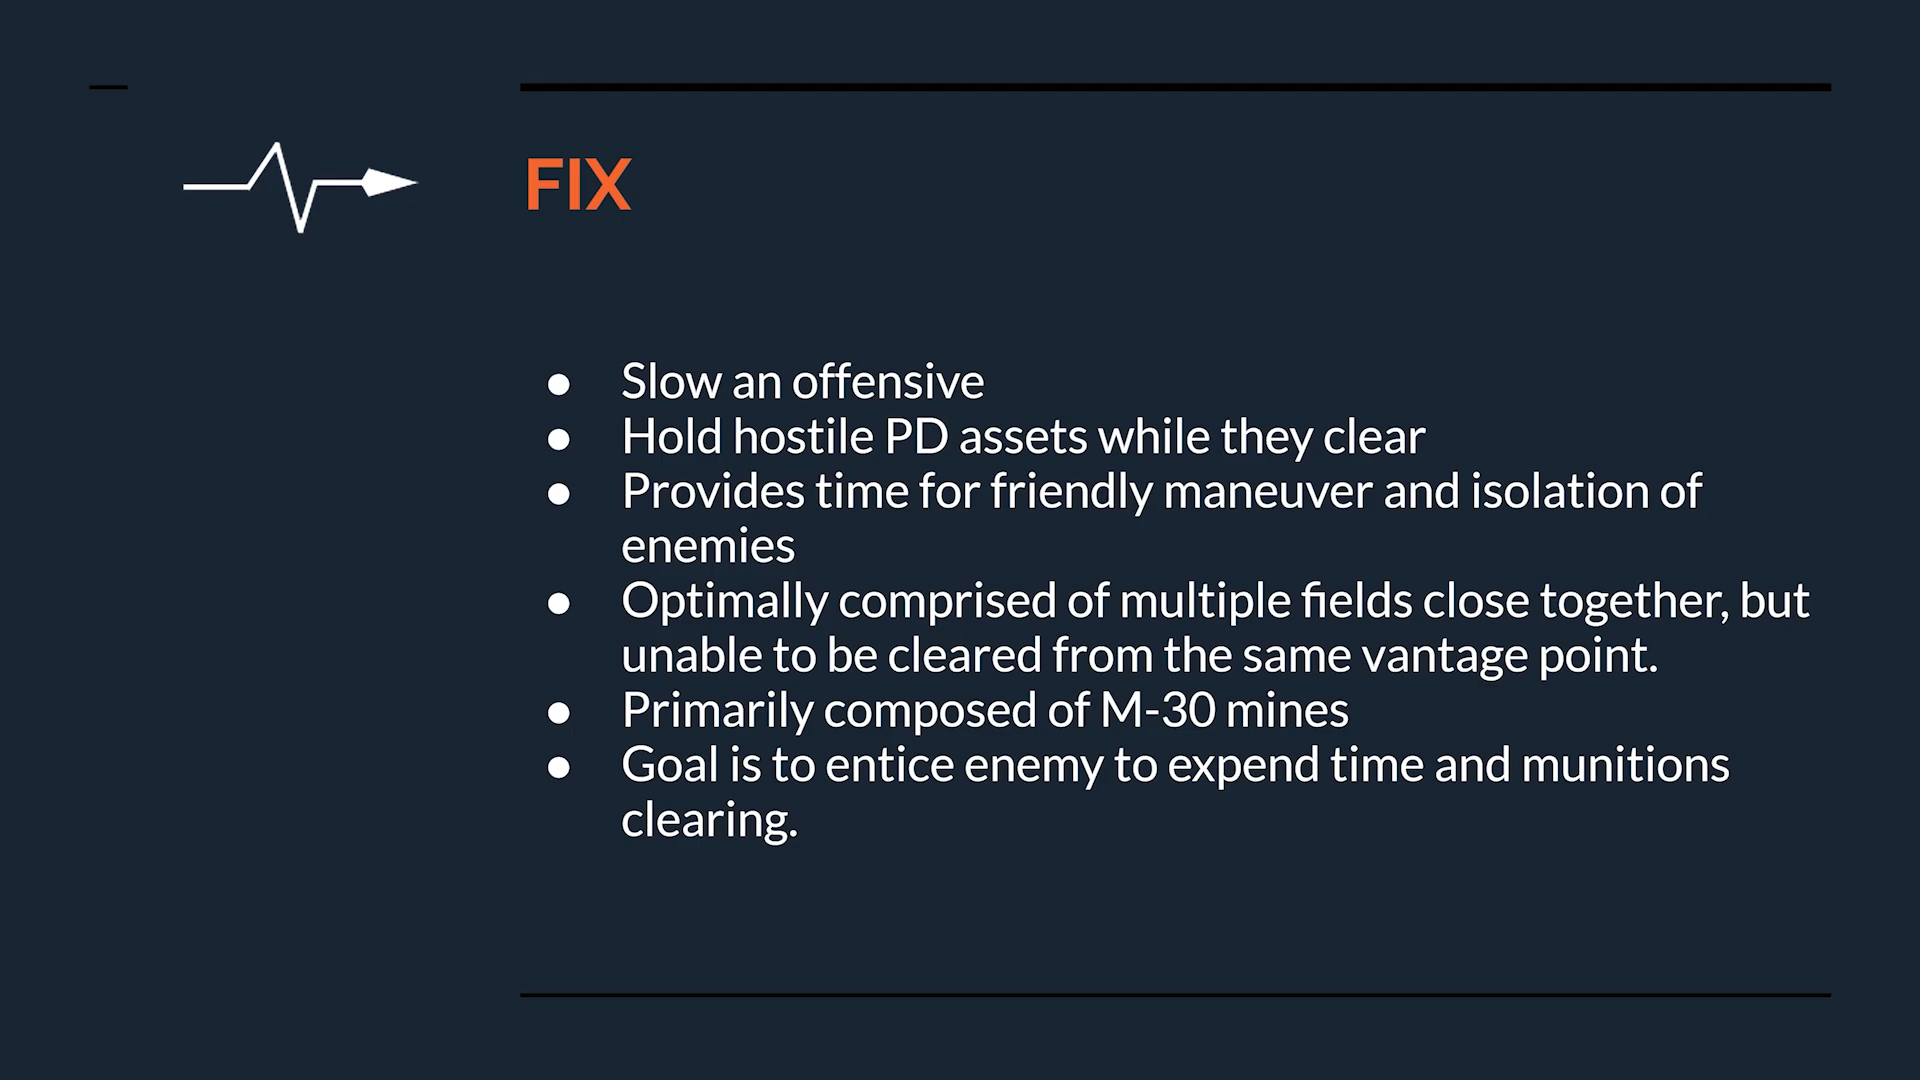 FIX
● Slow an offensive
● Hold hostile PD assets while they clear
● Provides time for friendly maneuver and isolation of
enemies
● Optimally comprised of multiple fields close together, but
unable to be cleared from the same vantage point.
● Primarily composed of M-30 mines
● Goal is to entice enemy to expend time and munitions
clearing.